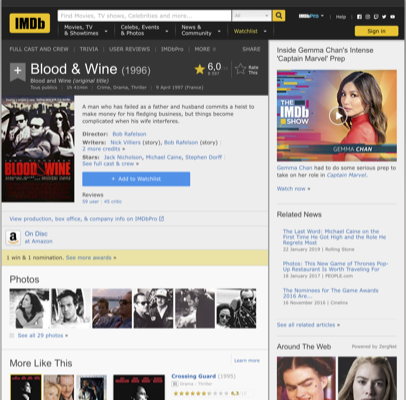 IMDb
Find Movies, TV shows, Celebrities and more...
All
IMDbPro
Help
Movies, TV
& Showtimes
Celebs, Events
& Photos
News &
Community
Watchlist
Sign in
FULL CAST AND CREW | TRIVIA | USER REVIEWS | IMDbPro | MORE
SHARE
Blood & Wine (1996)
Blood and Wine (original title)
Tous publics | 1h 41min | Crime, Drama, Thriller | 9 April 1997 (France)
6,0
Rate
This
A man who has failed as a father and husband commits a heist to
make money for his fledging business, but things become
complicated when his wife interferes.
Director: Bob Rafelson
Writers: Nick Villiers (story), Bob Rafelson (story) |
2 more credits »
Stars: Jack Nicholson, Michael Caine, Stephen Dorff |
See full cast & crew »
BLOOD & WINE
+ Add to Watchlist
Reviews
69 user | 45 critic
View production, box office, & company info on IMDbPro
On Disc
at Amazon
1 win & 1 nomination. See more awards »
Photos
See all 29 photos »
More Like This
Learn more
Crossing Guard (1995)
Drama | Thriller
6,3
Inside Gemma Chan's Intense
'Captain Marvel' Prep
THE
IMDb
SHOW
GEMMA CHAN
Gemma Chan had to do some serious prep to
take on her role in Captain Marvel.
Watch now »
Related News
The Last Word: Michael Caine on the
First Time He Got High and the Role He
Regrets Most
22 January 2019 | Rolling Stone
Photos: This New Game of Thrones Pop-
Up Restaurant Is Worth Traveling For
18 January 2017 | PEOPLE.com
The Nominees for the Game Awards
2016 Are...
16 November 2016 | Cinelinx
See all related articles »
Around The Web
Powered by ZergNet